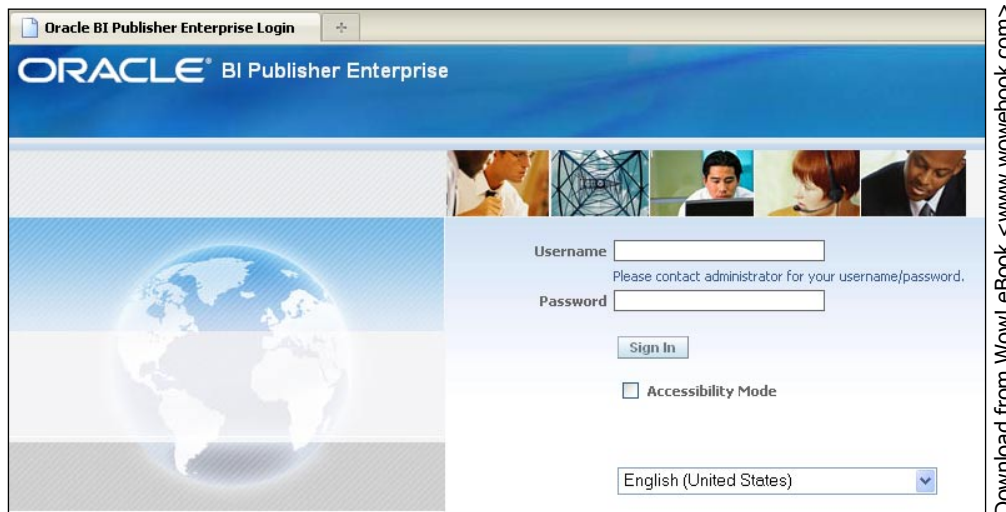 Oracle BI Publisher Enterprise Login
ORACLE® BI Publisher Enterprise
Username
Please contact administrator for your username/password.
Password
Sign In
Accessibility Mode
English (United States)
Download from Wow! eBook <www.wowebook.com>